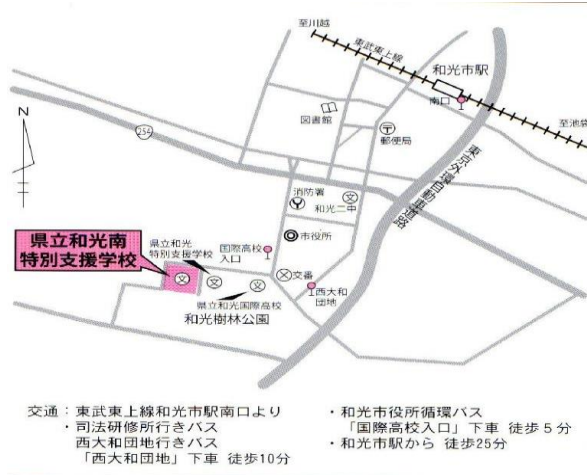 至川越
東武東上線
和光市駅
南口
至池袋
N
254
図書館
郵便局
東京外環自動車道路
消防署
文
和光二中
市役所
国際高校
入口
県立和光南
特別支援学校
県立和光
特別支援学校
交番
文
文
文
西大和
団地
県立和光国際高校
和光樹林公園
交通：東武東上線和光市駅南口より
・司法研修所行きバス
西大和団地行きバス
「西大和団地」下車 徒歩10分
・和光市役所循環バス
「国際高校入口」下車 徒歩5分
・和光市駅から 徒歩25分